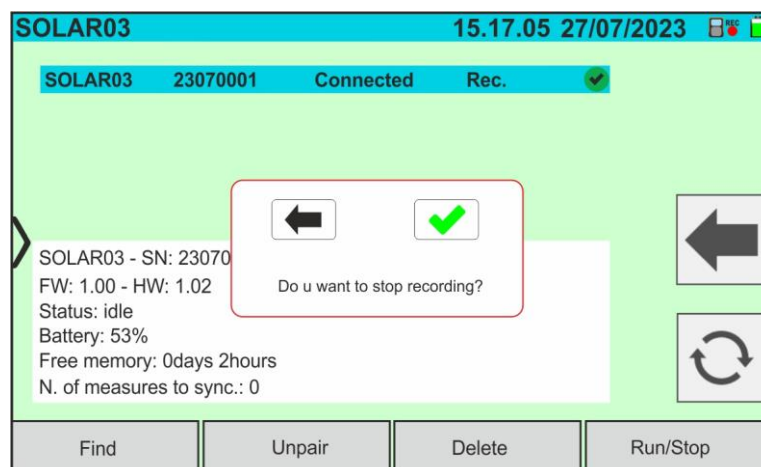 SOLAR03 15.17.05 27/07/2023 REC
SOLAR03 23070001 Connected Rec.
Do u want to stop recording?
SOLAR03 - SN: 23070
FW: 1.00 - HW: 1.02
Status: idle
Battery: 53%
Free memory: 0days 2hours
N. of measures to sync.: 0
Find Unpair Delete Run/Stop